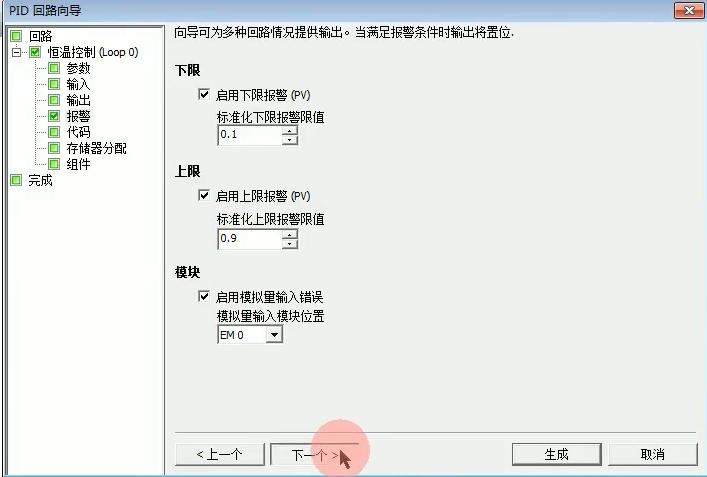 PID 回路向导
回路
恒温控制 (Loop 0)
参数
输入
输出
报警
代码
存储器分配
组件
完成
向导可为多种回路情况提供输出。当满足报警条件时输出将置位.
下限
启用下限报警 (PV)
标准化下限报警限值
0.1
上限
启用上限报警 (PV)
标准化上限报警限值
0.9
模块
启用模拟量输入错误
模拟量输入模块位置
EM 0
< 上一个
下一个 >
生成
取消